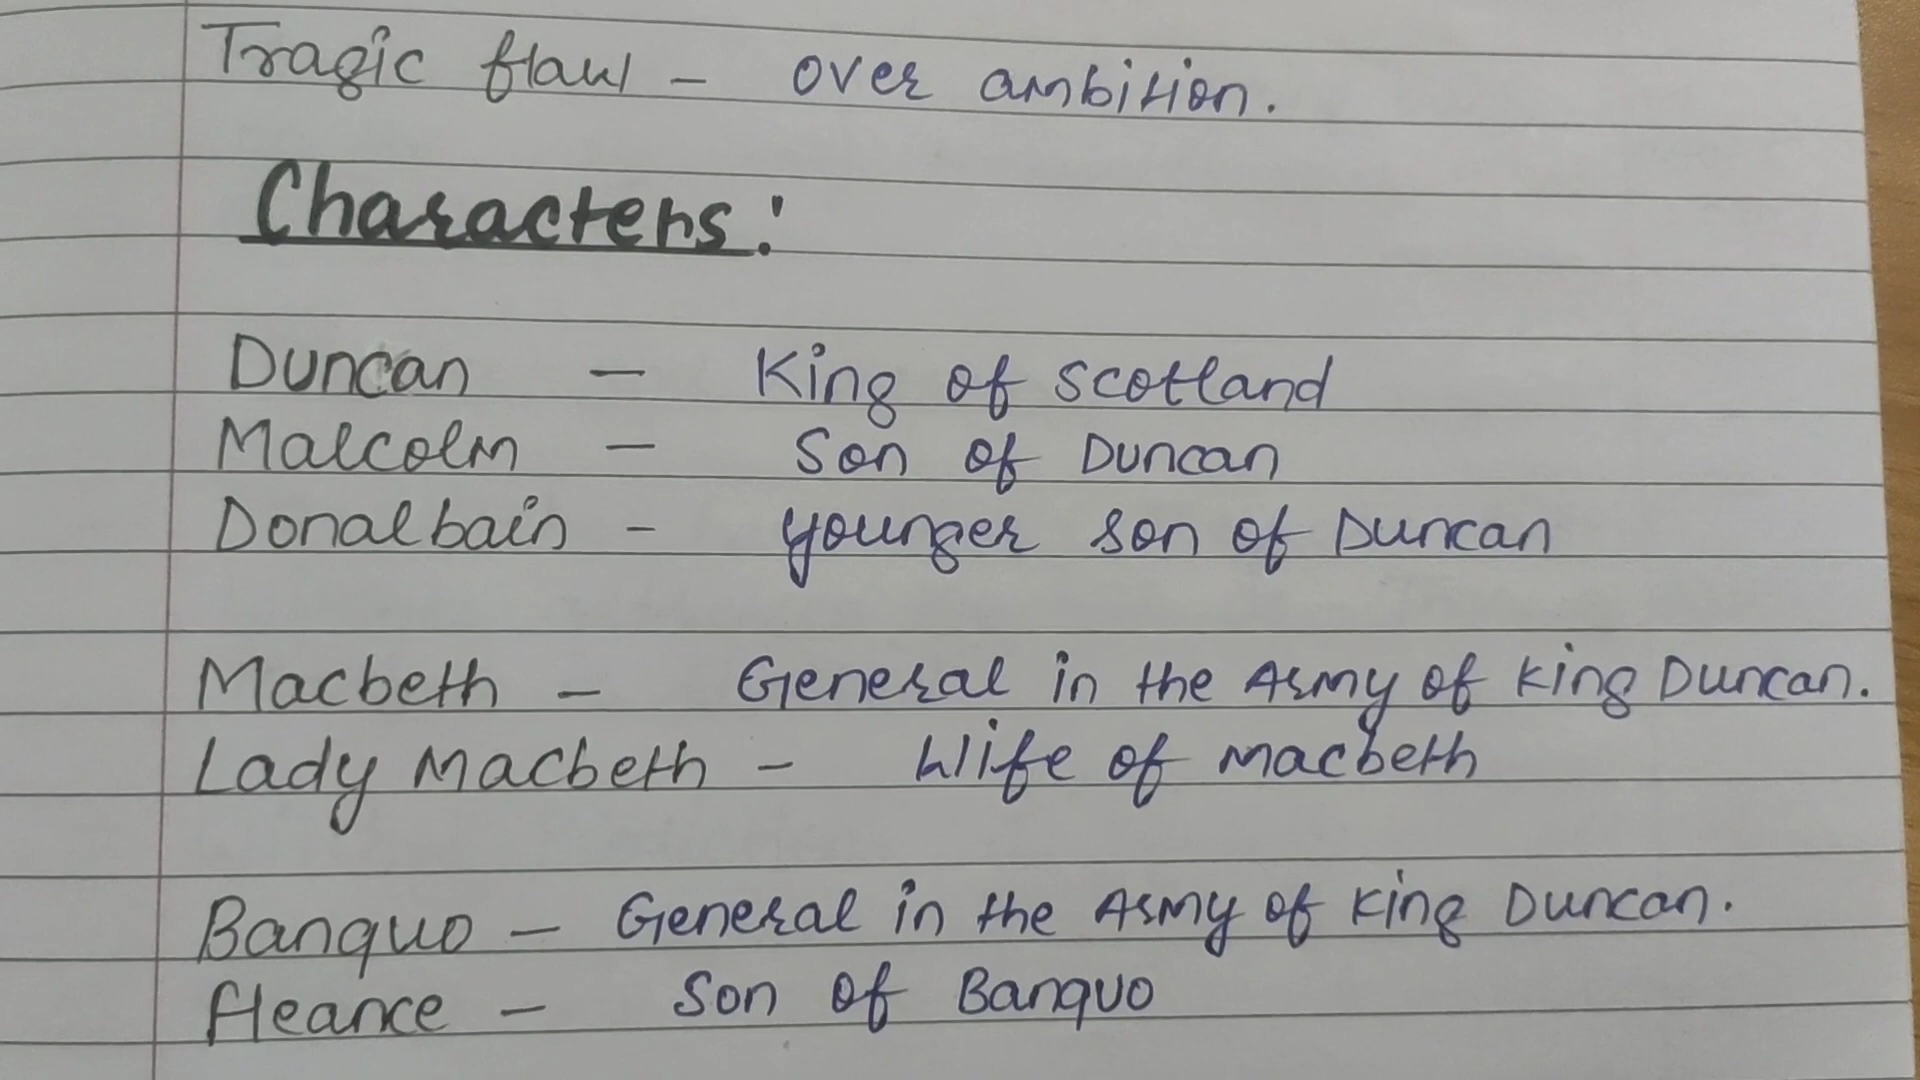 Tragic flaw - over ambition.
Characters:
Duncan - King of Scotland
Malcolm - Son of Duncan
Donalbain - younger son of Duncan
Macbeth - General in the Army of King Duncan.
Lady Macbeth - Wife of Macbeth
Banquo - General in the Army of King Duncan.
fleance - Son of Banquo